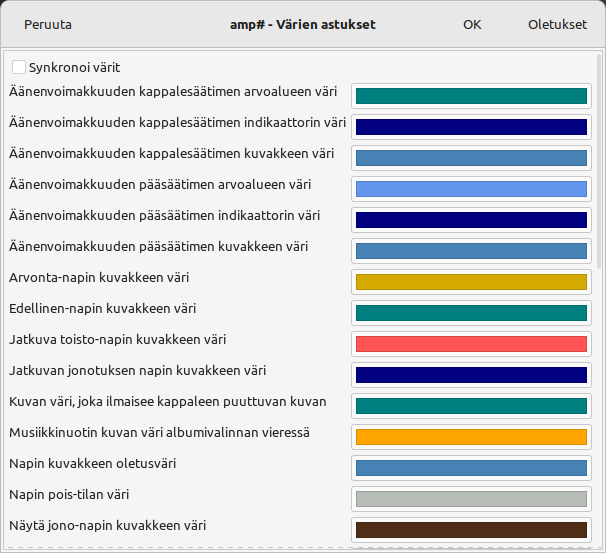 Peruuta
amp# - Värien astukset
OK
Oletukset
Synkronoi värit
Äänenvoimakkuuden kappalesäätimen arvoalueen väri
Äänenvoimakkuuden kappalesäätimen indikaattorin väri
Äänenvoimakkuuden kappalesäätimen kuvakkeen väri
Äänenvoimakkuuden pääsäätimen arvoalueen väri
Äänenvoimakkuuden pääsäätimen indikaattorin väri
Äänenvoimakkuuden pääsäätimen kuvakkeen väri
Arvonta-napin kuvakkeen väri
Edellinen-napin kuvakkeen väri
Jatkuva toisto-napin kuvakkeen väri
Jatkuvan jonotuksen napin kuvakkeen väri
Kuvan väri, joka ilmaisee kappaleen puuttuvan kuvan
Musiikkinuotin kuvan väri albumivalinnan vieressä
Napin kuvakkeen oletusväri
Napin pois-tilan väri
Näytä jono-napin kuvakkeen väri